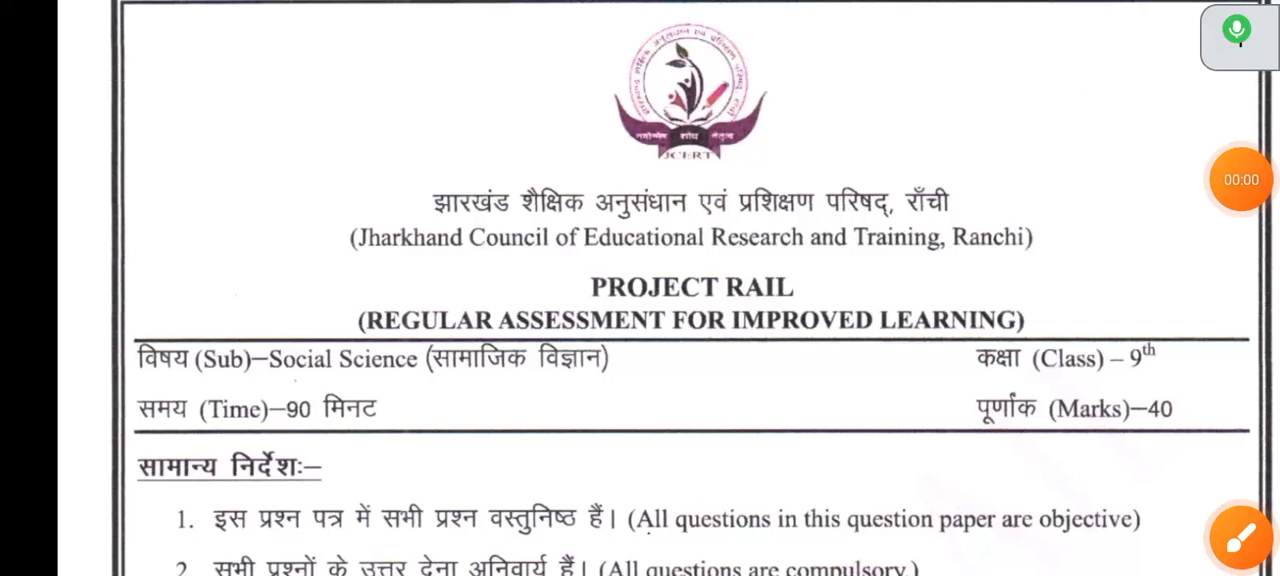 नवोन्मेष शोध नेतृत्व
JCERT
झारखंड शैक्षिक अनुसंधान एवं प्रशिक्षण परिषद्, राँची
(Jharkhand Council of Educational Research and Training, Ranchi)
PROJECT RAIL
(REGULAR ASSESSMENT FOR IMPROVED LEARNING)
विषय (Sub)–Social Science (सामाजिक विज्ञान) कक्षा (Class) – 9th
समय (Time)–90 मिनट पूर्णांक (Marks)–40
सामान्य निर्देशः–
1. इस प्रश्न पत्र में सभी प्रश्न वस्तुनिष्ठ हैं। (All questions in this question paper are objective)
2. सभी प्रश्नों के उत्तर देना अनिवार्य हैं। (All questions are compulsory.)
00:00